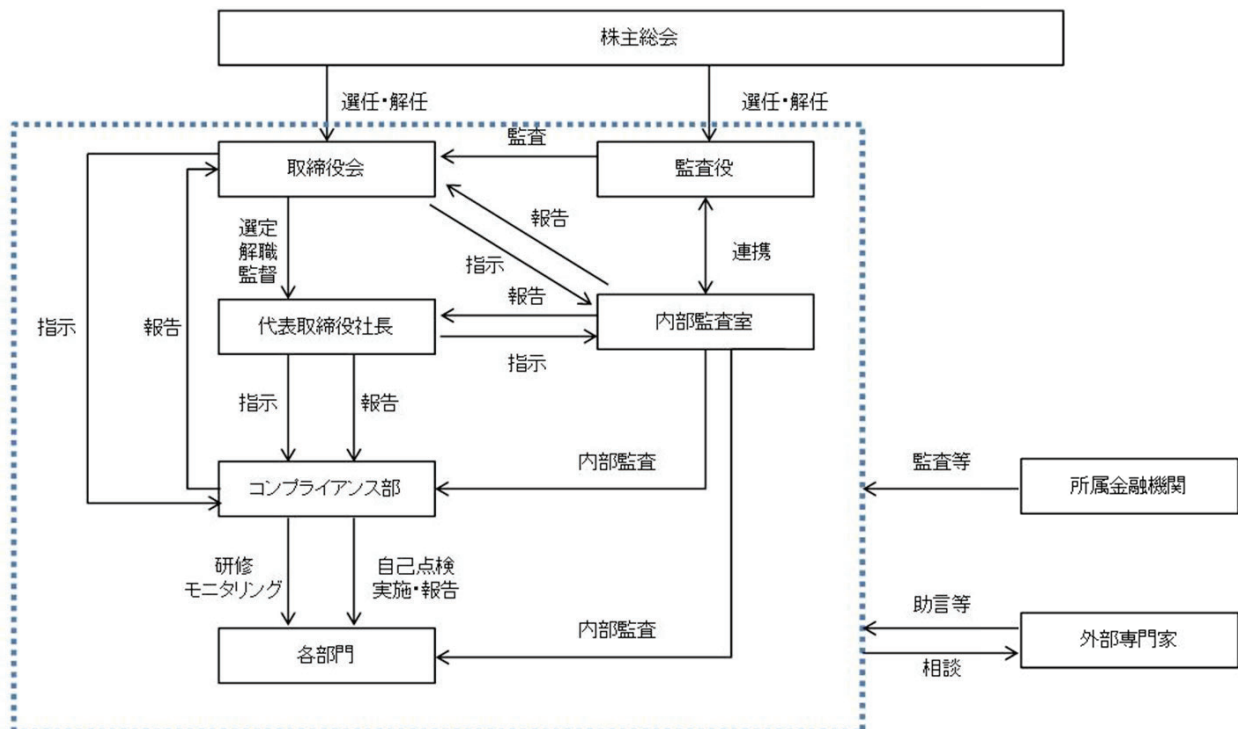 株主総会
選任・解任
選任・解任
取締役会
監査
監査役
選定
解職
監督
報告
指示
連携
指示
報告
代表取締役社長
報告
指示
内部監査室
指示
報告
コンプライアンス部
内部監査
監査等
所属金融機関
研修
モニタリング
自己点検
実施・報告
各部門
内部監査
助言等
相談
外部専門家